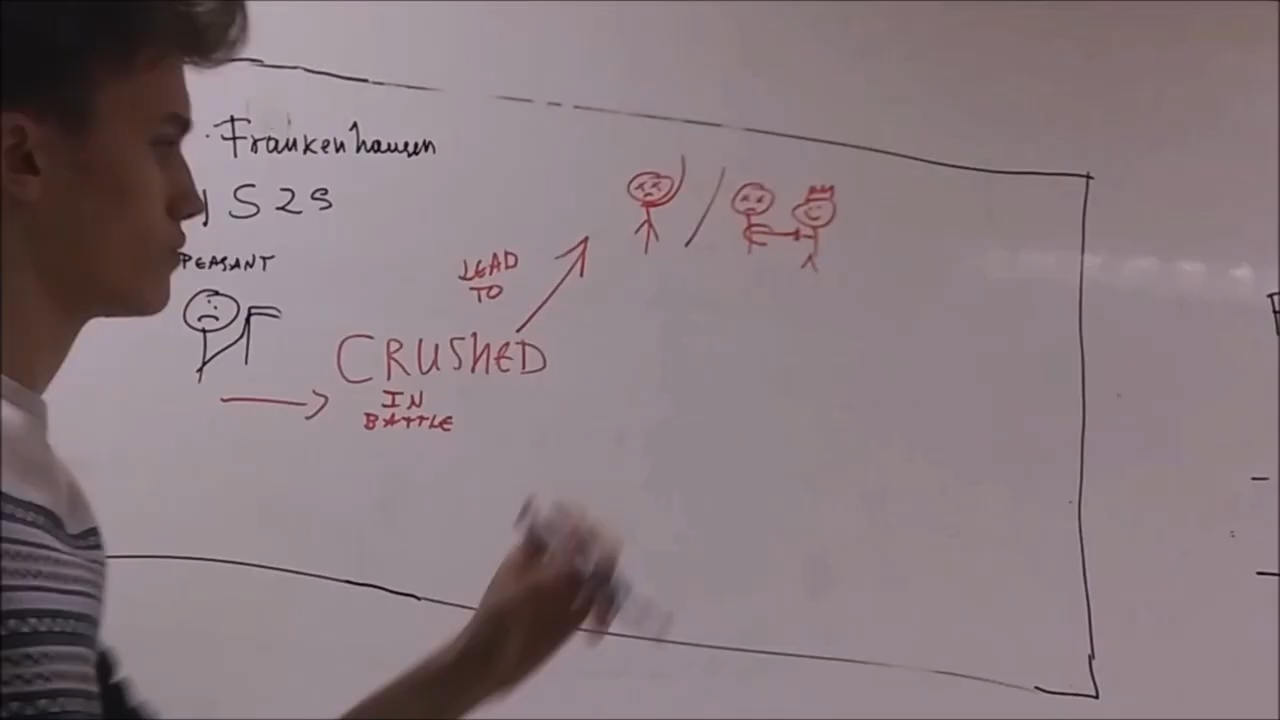 Frankenhausen
1525
PEASANT
LEAD
TO
CRUSHED
IN
BATTLE